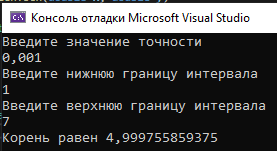 Консоль отладки Microsoft Visual Studio
Введите значение точности
0,001
Введите нижнюю границу интервала
1
Введите верхнюю границу интервала
7
Корень равен 4,999755859375